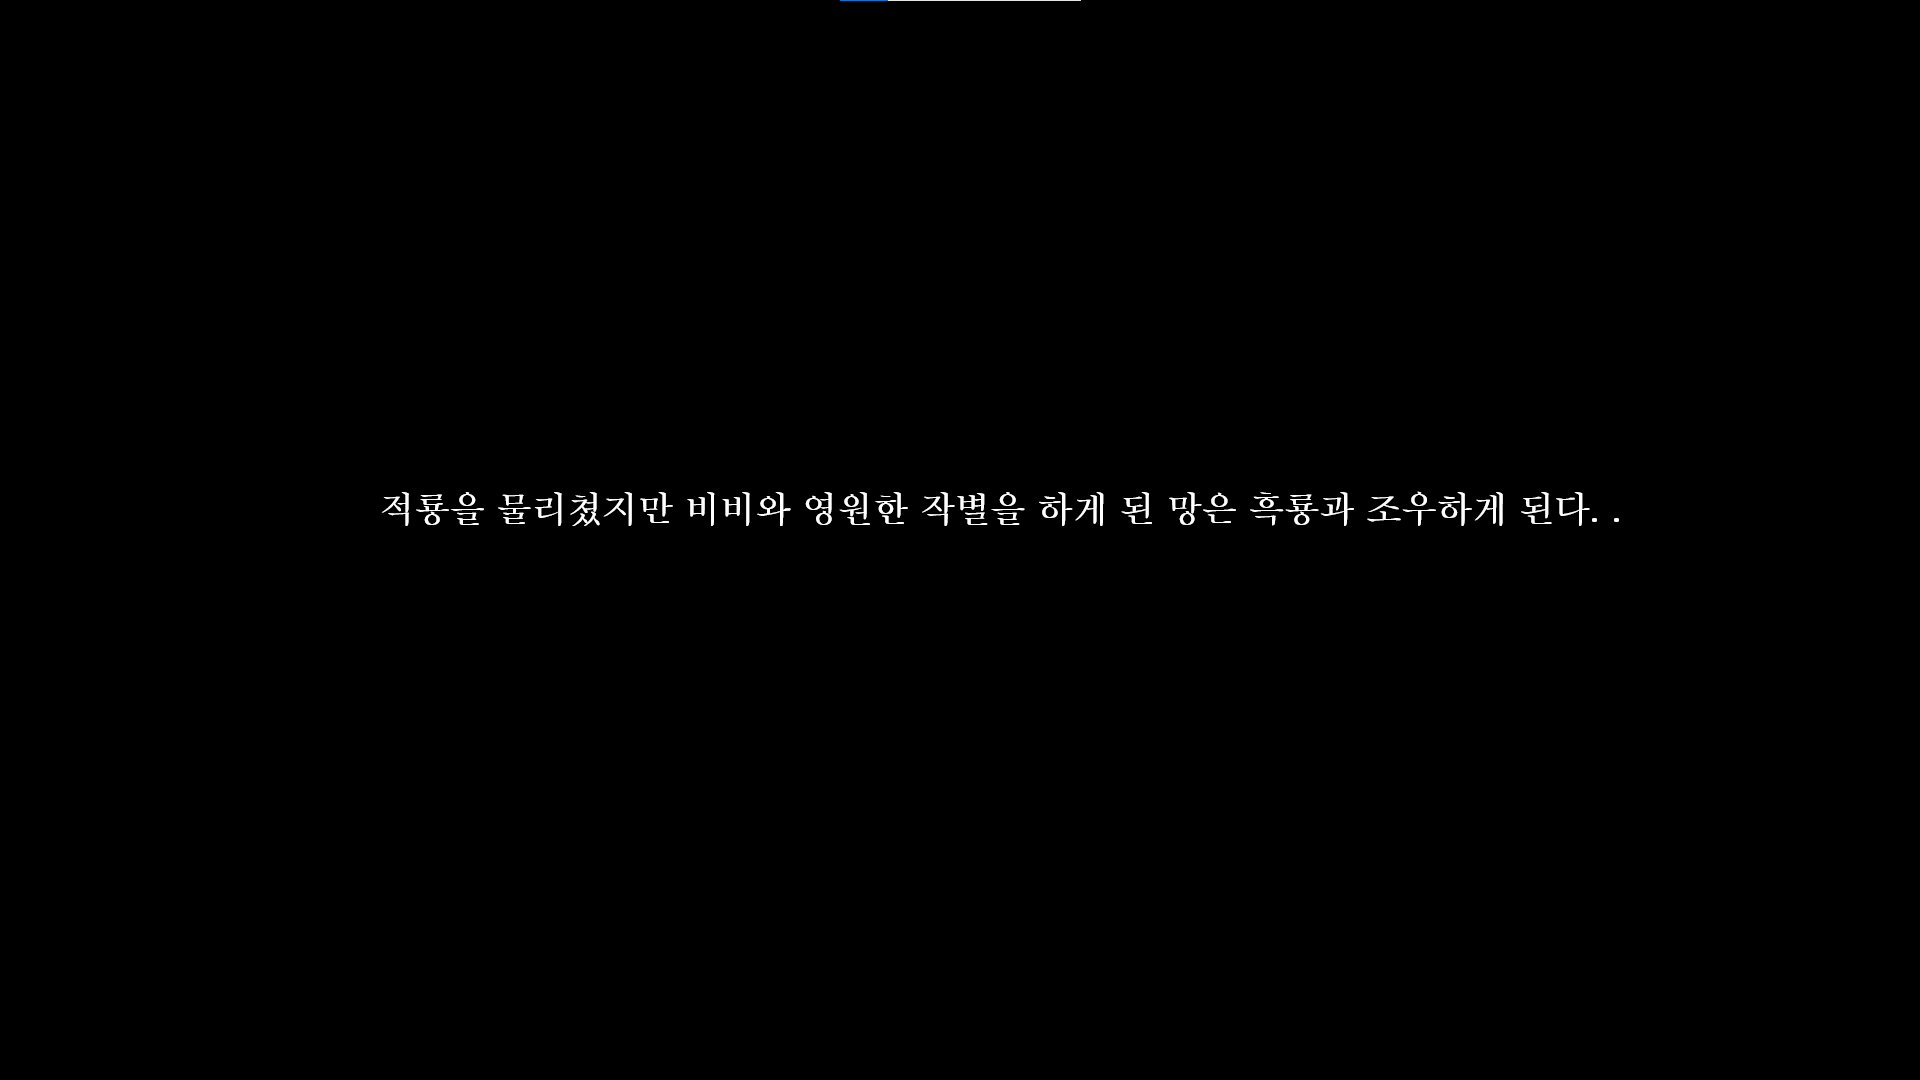 적룡을 물리쳤지만 비비와 영원한 작별을 하게 된 망은 흑룡과 조우하게 된다. .